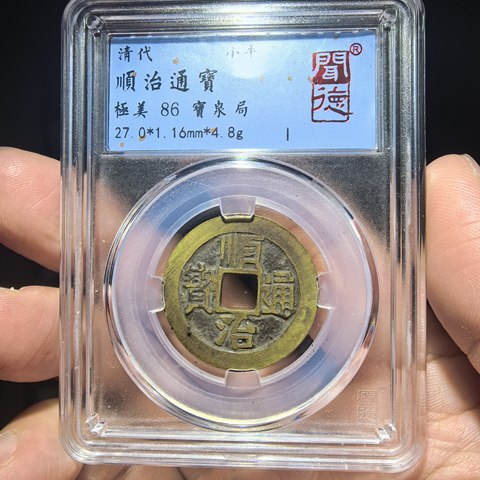 清代 小平
順治通寶
極美 86 寶泉局
27.0*1.16mm*4.8g
聞德
®
順治通寶